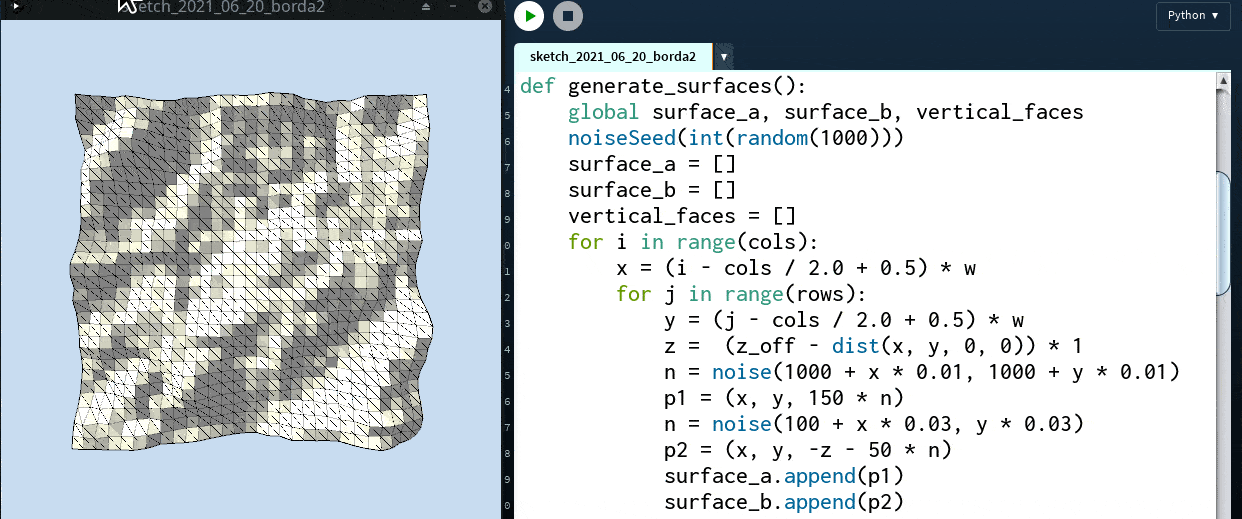 sketch_2021_06_20_borda2
Python ▼
sketch_2021_06_20_borda2 ▼
4 def generate_surfaces():
5     global surface_a, surface_b, vertical_faces
6     noiseSeed(int(random(1000)))
7     surface_a = []
8     surface_b = []
9     vertical_faces = []
0     for i in range(cols):
1         x = (i - cols / 2.0 + 0.5) * w
2         for j in range(rows):
3             y = (j - cols / 2.0 + 0.5) * w
4             z =  (z_off - dist(x, y, 0, 0)) * 1
5             n = noise(1000 + x * 0.01, 1000 + y * 0.01)
6             p1 = (x, y, 150 * n)
7             n = noise(100 + x * 0.03, y * 0.03)
8             p2 = (x, y, -z - 50 * n)
9             surface_a.append(p1)
0             surface_b.append(p2)